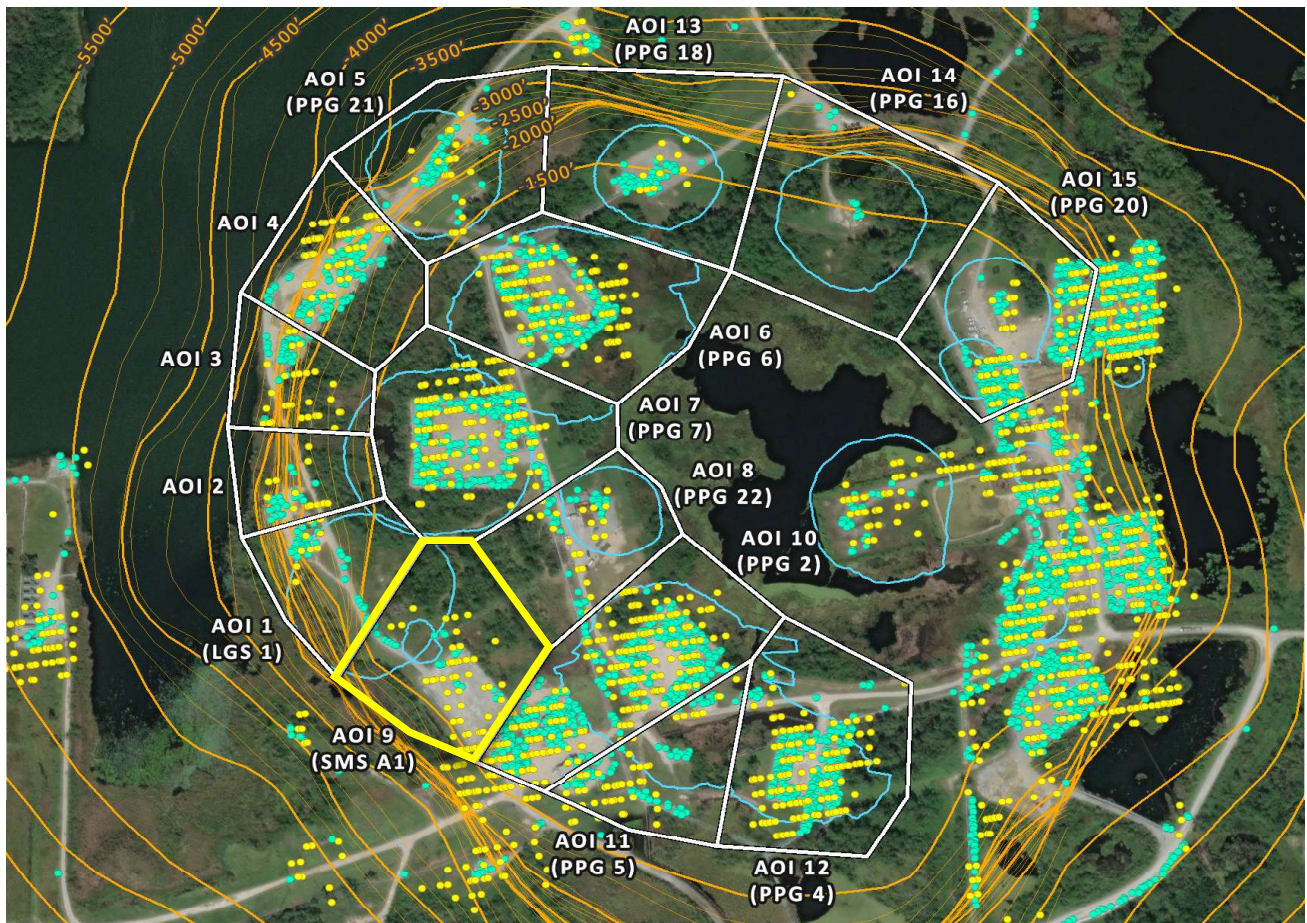 -5500'
-5000'
-4500'
-4000'
-3500'
-3000'
-2500'
-2000'
-1500'
AOI 13
(PPG 18)
AOI 5
(PPG 21)
AOI 14
(PPG 16)
AOI 15
(PPG 20)
AOI 4
AOI 3
AOI 6
(PPG 6)
AOI 7
(PPG 7)
AOI 2
AOI 8
(PPG 22)
AOI 10
(PPG 2)
AOI 1
(LGS 1)
AOI 9
(SMS A1)
AOI 11
(PPG 5)
AOI 12
(PPG 4)